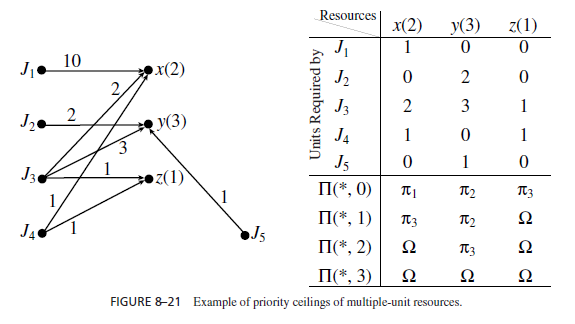 Resources x(2) y(3) z(1)
Units Required by
J1 1 0 0
J2 0 2 0
J3 2 3 1
J4 1 0 1
J5 0 1 0
Π(*, 0) π1 π2 π3
Π(*, 1) π3 π2 Ω
Π(*, 2) Ω π3 Ω
Π(*, 3) Ω Ω Ω
J1 10 x(2)
2
J2 2 y(3)
3
J3 1 z(1)
1 1
J4 1 J5
FIGURE 8–21 Example of priority ceilings of multiple-unit resources.